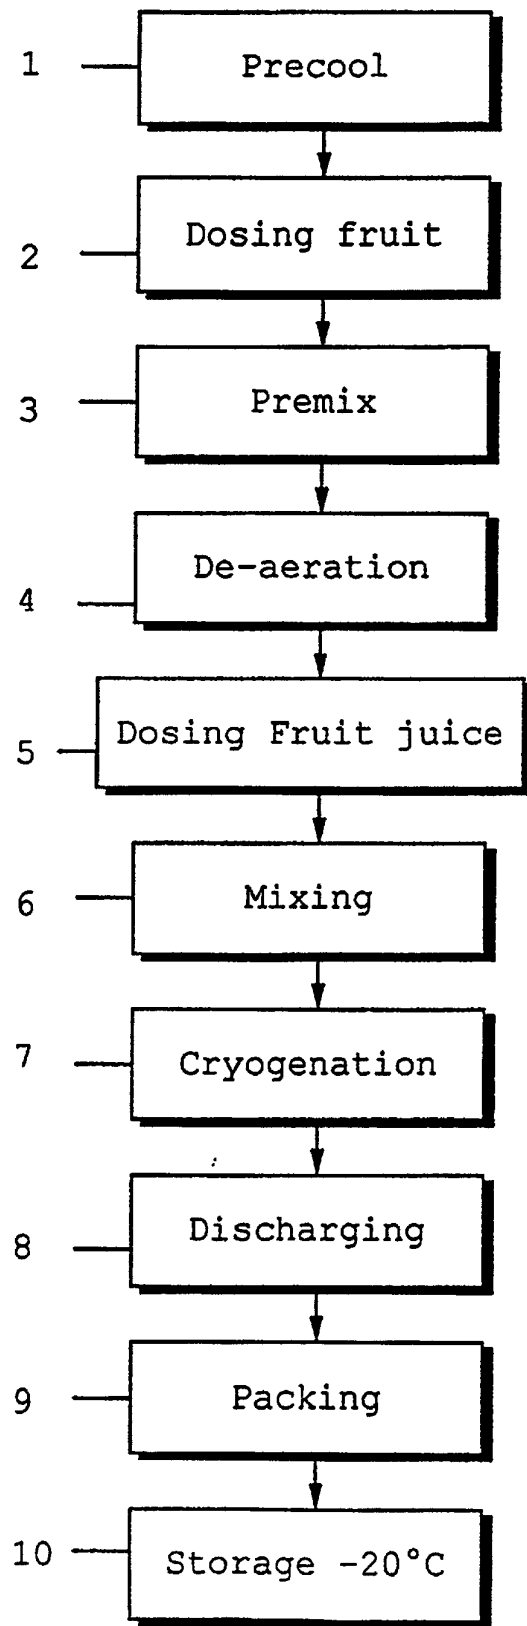 1 Precool
2 Dosing fruit
3 Premix
4 De-aeration
5 Dosing Fruit juice
6 Mixing
7 Cryogenation
8 Discharging
9 Packing
10 Storage -20°C